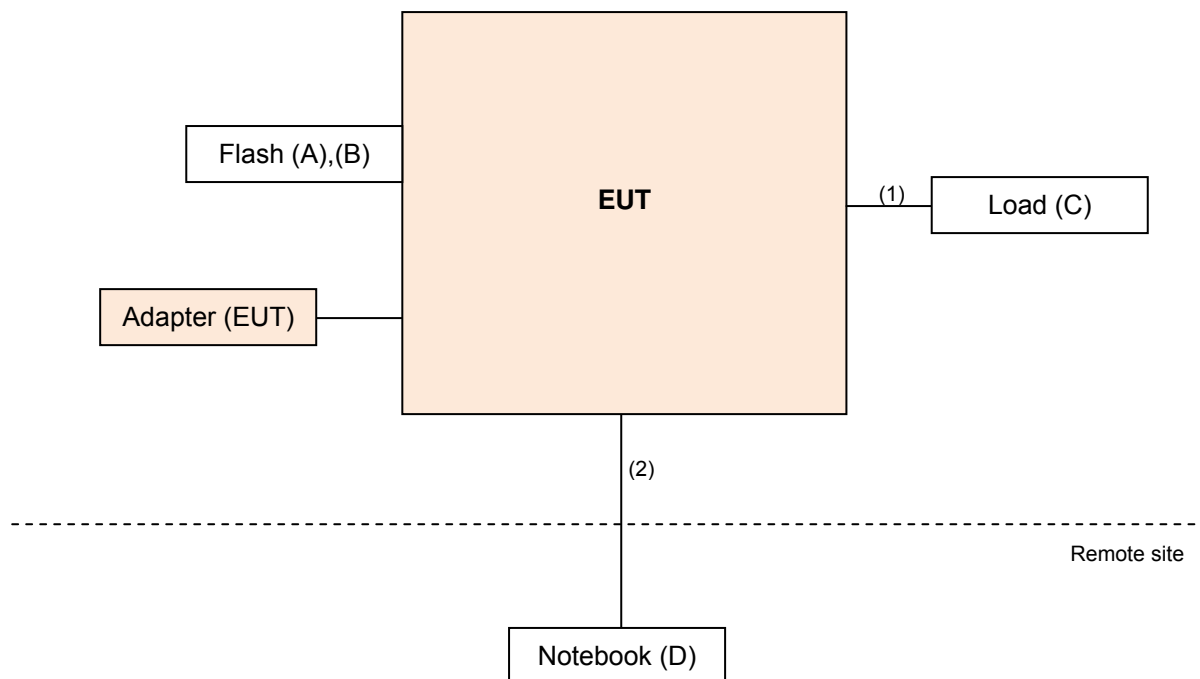 Flash (A),(B)
EUT
(1)
Load (C)
Adapter (EUT)
(2)
Remote site
Notebook (D)